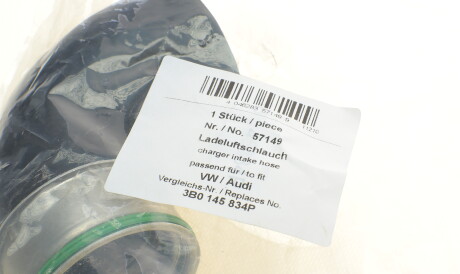 1 Stück / piece
Nr. / No. 57149
Ladeluftschlauch
charger intake hose
passend für / to fit
VW / Audi
Vergleichs-Nr. / Replaces No.
3B0 145 834P